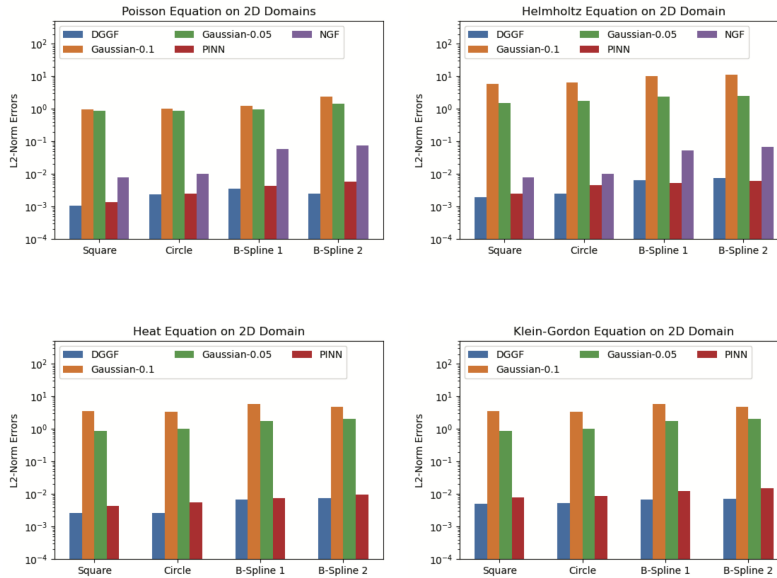 Poisson Equation on 2D Domains
DGGF
Gaussian-0.1
Gaussian-0.05
PINN
NGF
L2-Norm Errors
10²
10¹
10⁰
10⁻¹
10⁻²
10⁻³
10⁻⁴
Square
Circle
B-Spline 1
B-Spline 2
Helmholtz Equation on 2D Domain
DGGF
Gaussian-0.1
Gaussian-0.05
PINN
NGF
L2-Norm Errors
10²
10¹
10⁰
10⁻¹
10⁻²
10⁻³
10⁻⁴
Square
Circle
B-Spline 1
B-Spline 2
Heat Equation on 2D Domain
DGGF
Gaussian-0.1
Gaussian-0.05
PINN
L2-Norm Errors
10²
10¹
10⁰
10⁻¹
10⁻²
10⁻³
10⁻⁴
Square
Circle
B-Spline 1
B-Spline 2
Klein-Gordon Equation on 2D Domain
DGGF
Gaussian-0.1
Gaussian-0.05
PINN
L2-Norm Errors
10²
10¹
10⁰
10⁻¹
10⁻²
10⁻³
10⁻⁴
Square
Circle
B-Spline 1
B-Spline 2